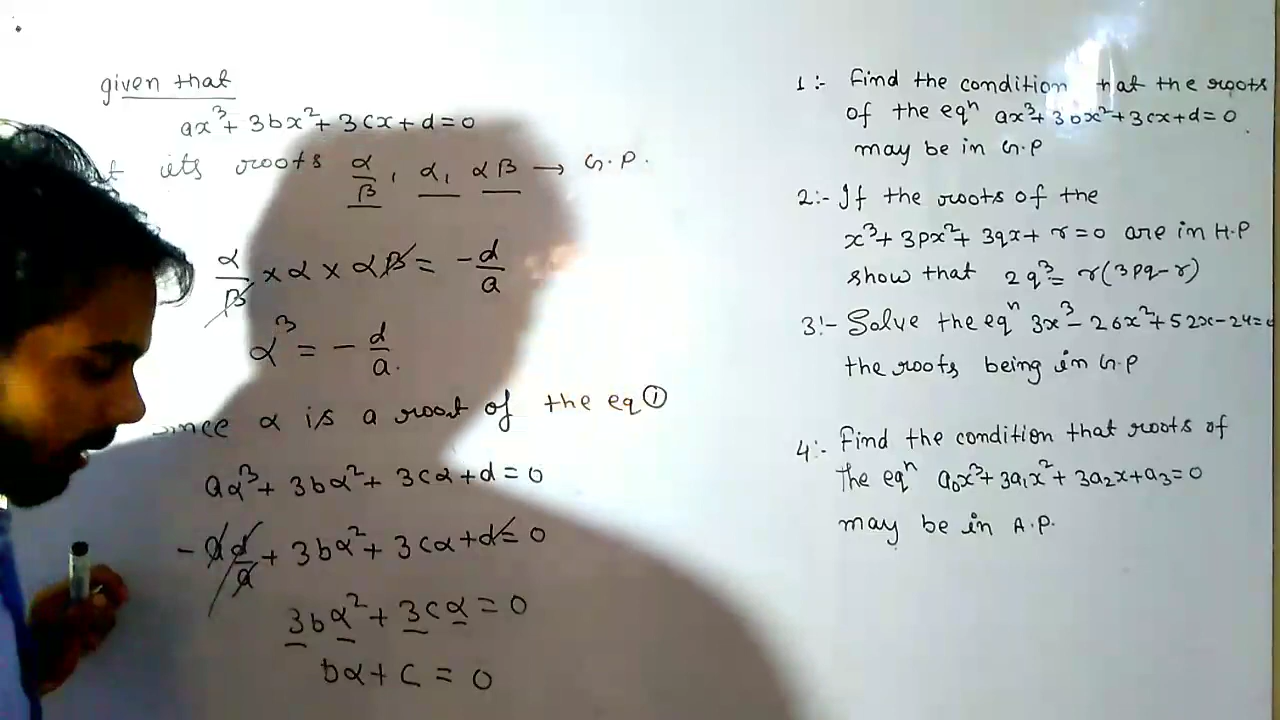 given that
ax³ + 3bx² + 3cx + d = 0
its roots α/β, α, αβ → G.P.
α/β × α × αβ = -d/a
α³ = -d/a.
since α is a root of the eq ①
aα³ + 3bα² + 3cα + d = 0
-a d/a + 3bα² + 3cα + d = 0
3bα² + 3cα = 0
bα + c = 0
1:- Find the condition that the roots
of the eqⁿ ax³ + 3bx² + 3cx + d = 0
may be in G.P
2:- If the roots of the
x³ + 3px² + 3qx + r = 0 are in H.P
show that 2q³ = r(3pq - r)
3:- Solve the eqⁿ 3x³ - 26x² + 52x - 24 = 0
the roots being in G.P
4:- Find the condition that roots of
the eqⁿ a₀x³ + 3a₁x² + 3a₂x + a₃ = 0
may be in A.P.